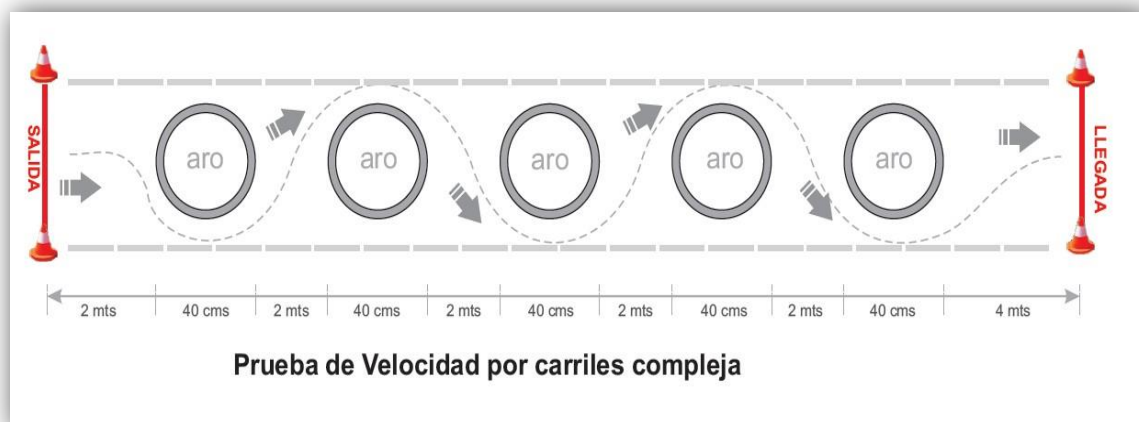 SALIDA
aro aro aro aro aro
LLEGADA
2 mts 40 cms 2 mts 40 cms 2 mts 40 cms 2 mts 40 cms 2 mts 40 cms 4 mts
Prueba de Velocidad por carriles compleja